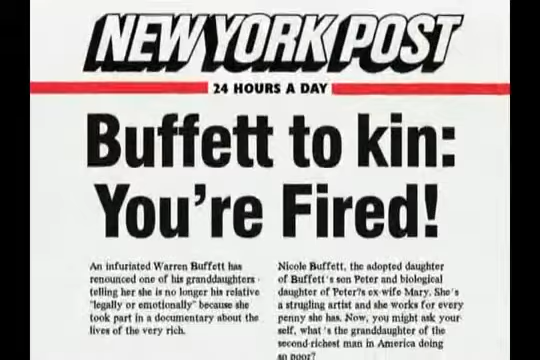 NEW YORK POST
24 HOURS A DAY
Buffett to kin:
You're Fired!
An infuriated Warren Buffett has
renounced one of his granddaughters -
telling her she is no longer his relative
"legally or emotionally" because she
took part in a documentary about the
lives of the very rich.
Nicole Buffett, the adopted daughter
of Buffett's son Peter and biological
daughter of Peter?s ex-wife Mary. She's
a strugling artist and she works for every
penny she has. Now, you might ask your-
self, what's the granddaughter of the
second-richest man in America doing
so poor?